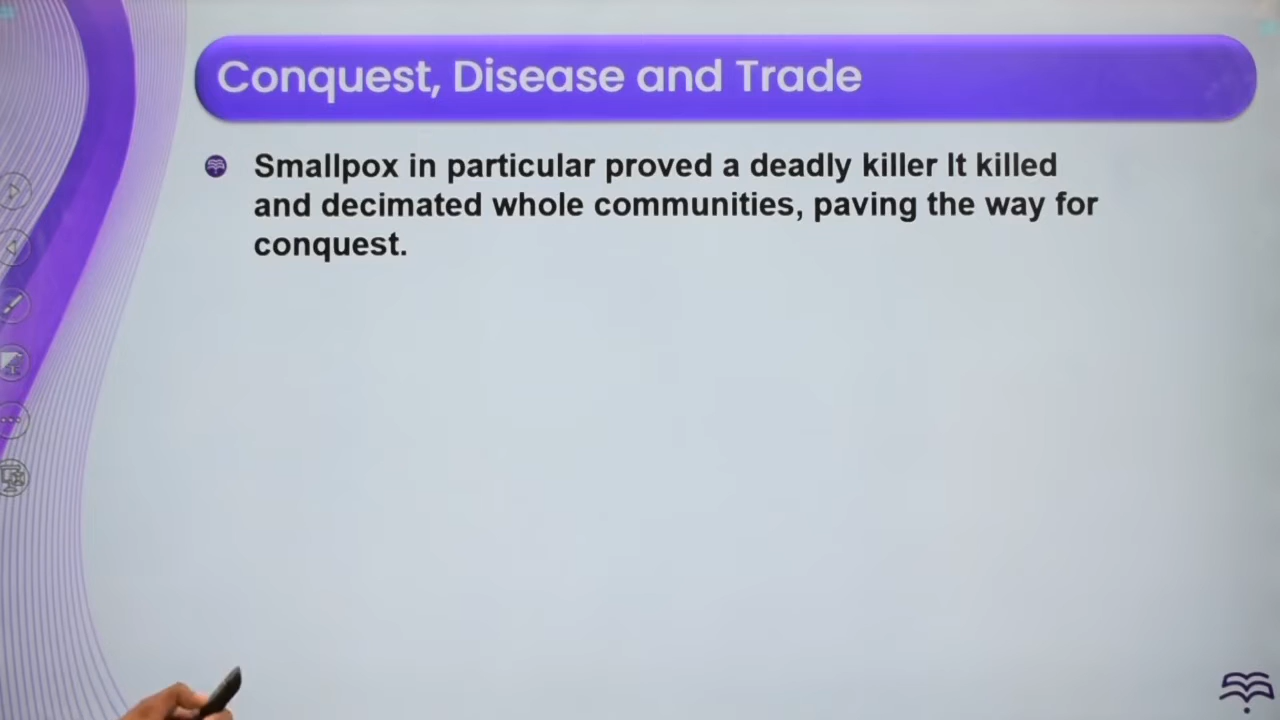 Conquest, Disease and Trade
Smallpox in particular proved a deadly killer It killed
and decimated whole communities, paving the way for
conquest.